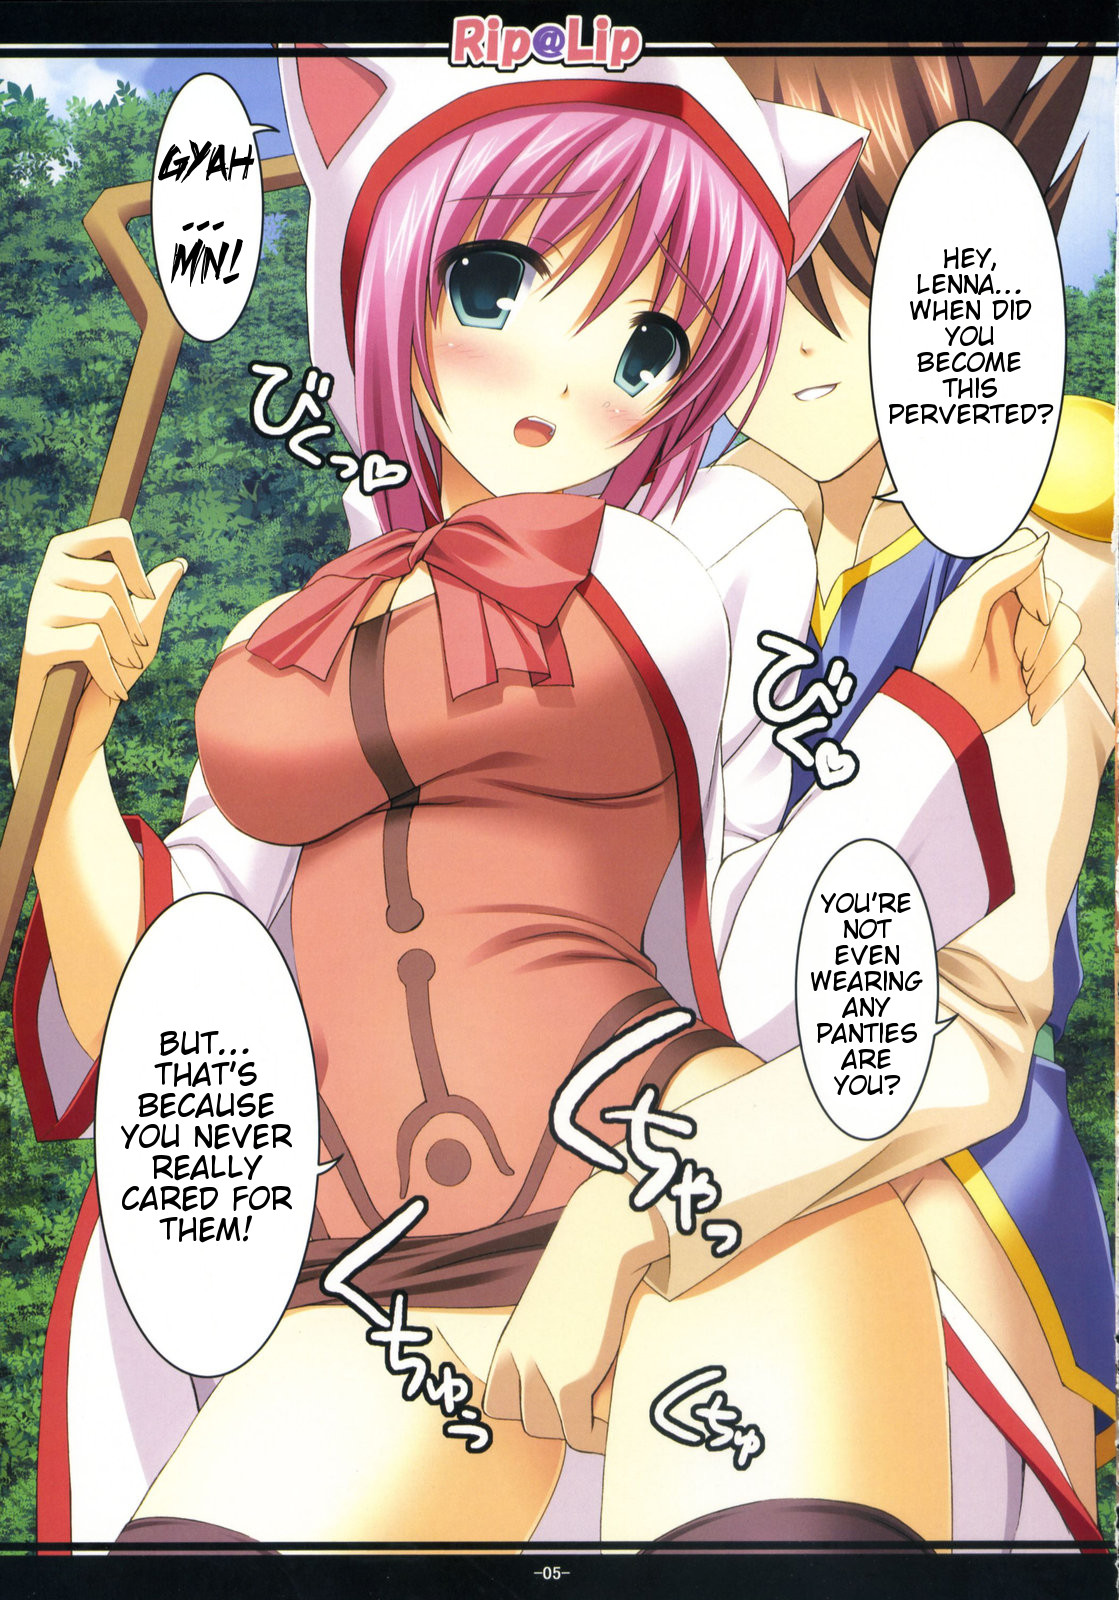 Rip@Lip
HEY,
LENNA...
WHEN DID
YOU
BECOME
THIS
PERVERTED?
GYAH
...
MN!
びくっ♡
びくっ♡
YOU'RE
NOT
EVEN
WEARING
ANY
PANTIES
ARE
YOU?
BUT...
THAT'S
BECAUSE
YOU NEVER
REALLY
CARED FOR
THEM!
くちゃっ
くちゅっ
くちゅ
-05-